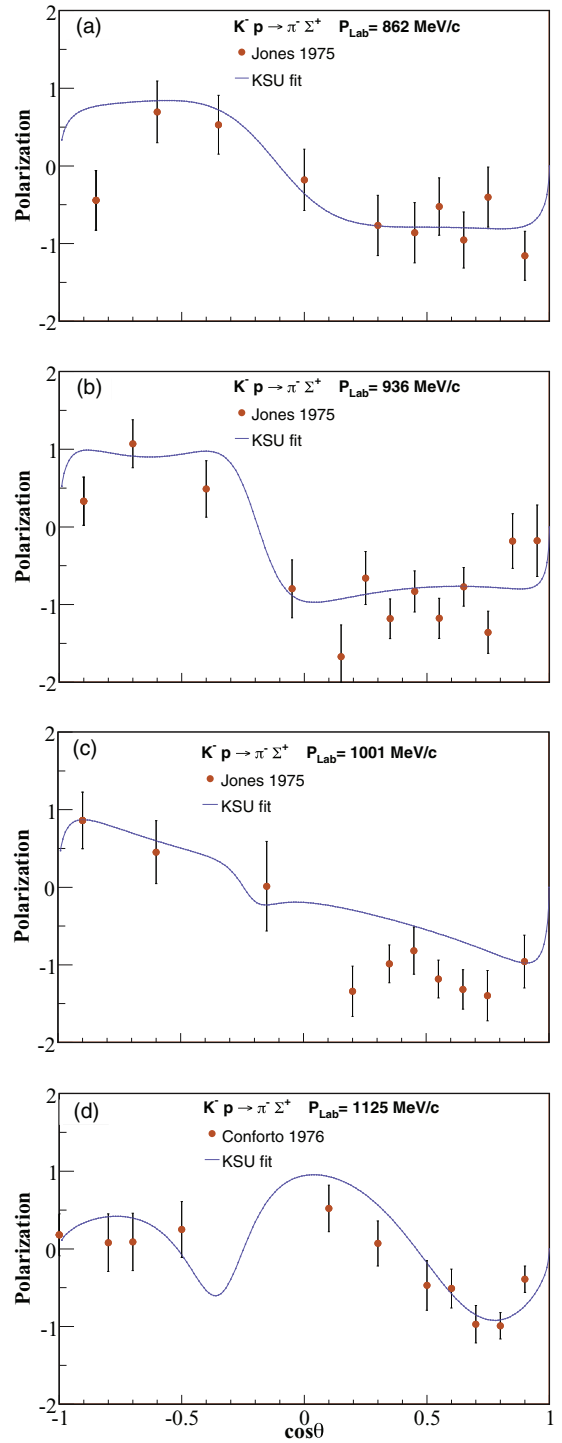 (a)
K⁻ p → π⁻ Σ⁺ P_Lab= 862 MeV/c
Jones 1975
KSU fit
Polarization
2
1
0
-1
-2
(b)
K⁻ p → π⁻ Σ⁺ P_Lab= 936 MeV/c
Jones 1975
KSU fit
Polarization
2
1
0
-1
-2
(c)
K⁻ p → π⁻ Σ⁺ P_Lab= 1001 MeV/c
Jones 1975
KSU fit
Polarization
2
1
0
-1
-2
(d)
K⁻ p → π⁻ Σ⁺ P_Lab= 1125 MeV/c
Conforto 1976
KSU fit
Polarization
2
1
0
-1
-2
-1 -0.5 0 0.5 1
cosθ